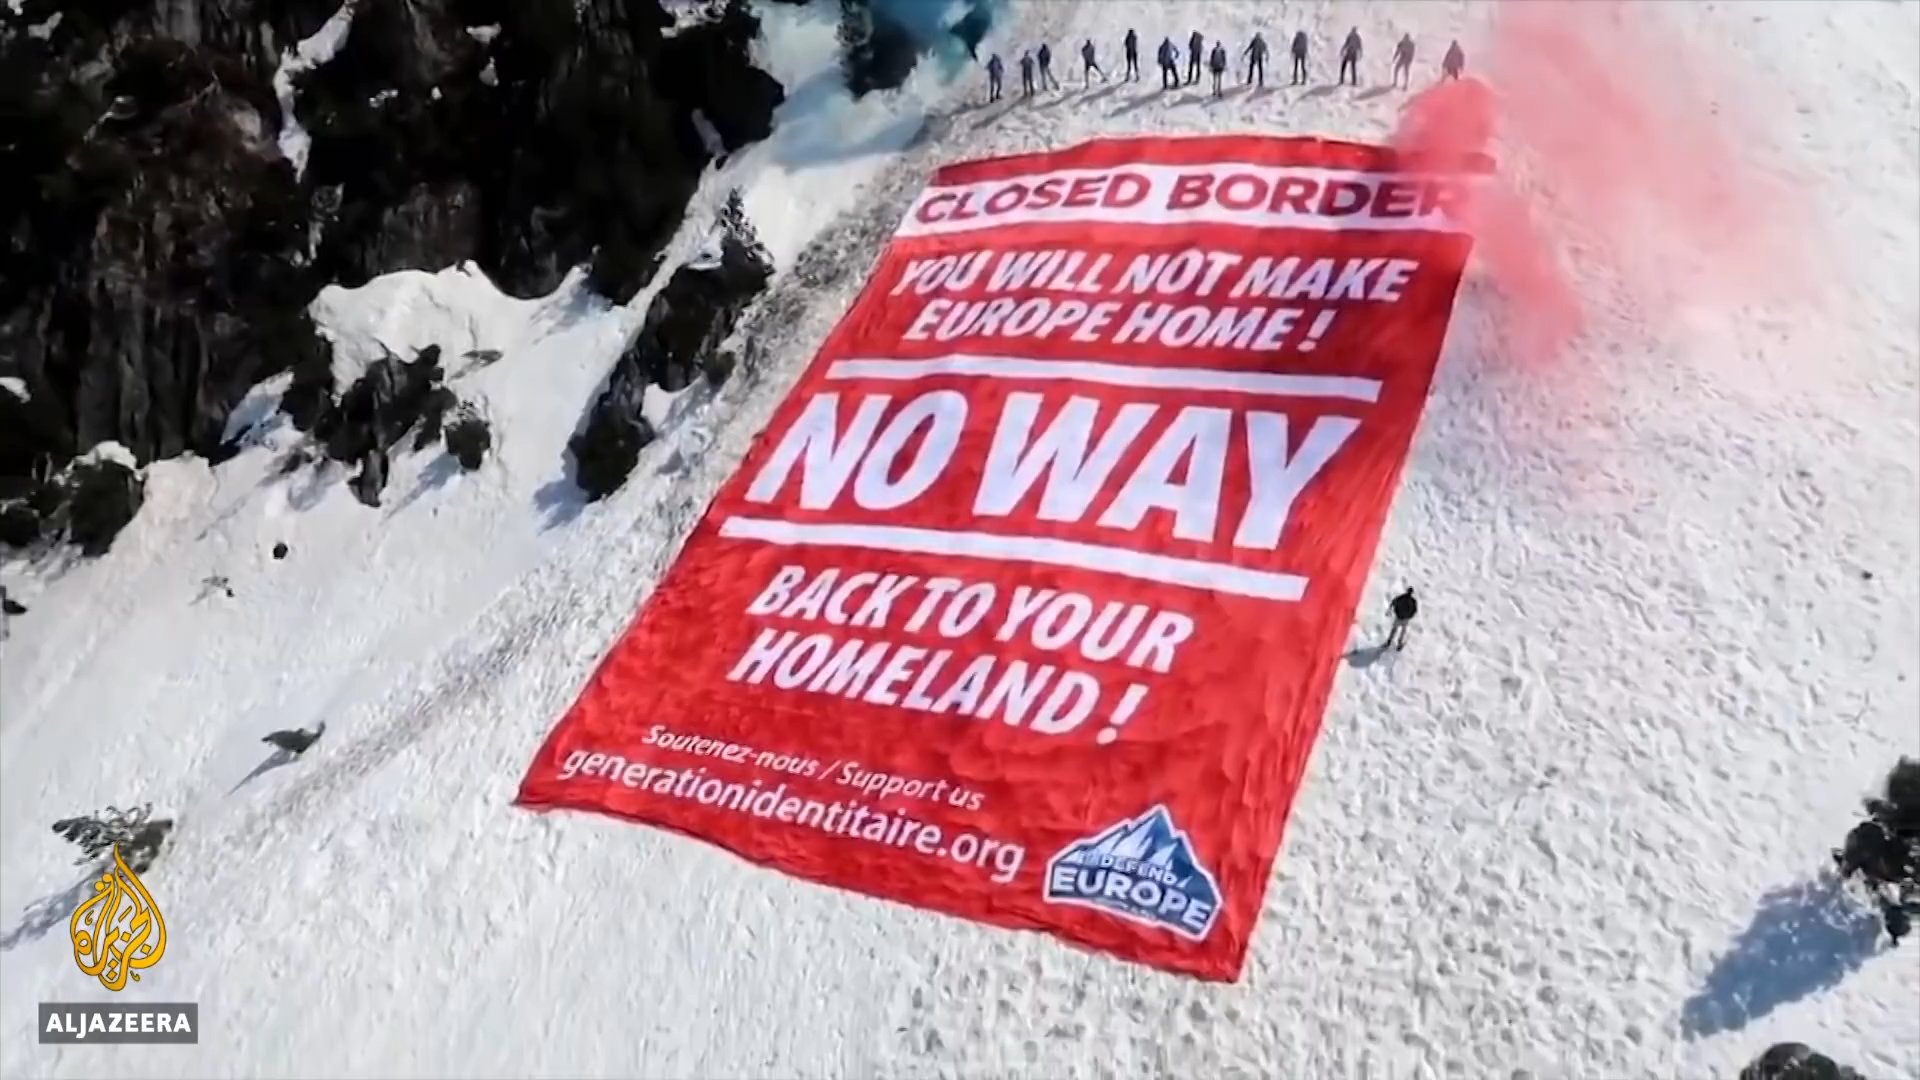 CLOSED BORDER
YOU WILL NOT MAKE
EUROPE HOME !
NO WAY
BACK TO YOUR
HOMELAND !
Soutenez-nous / Support us
generationidentitaire.org
DEFEND
EUROPE
الجزيرة
ALJAZEERA